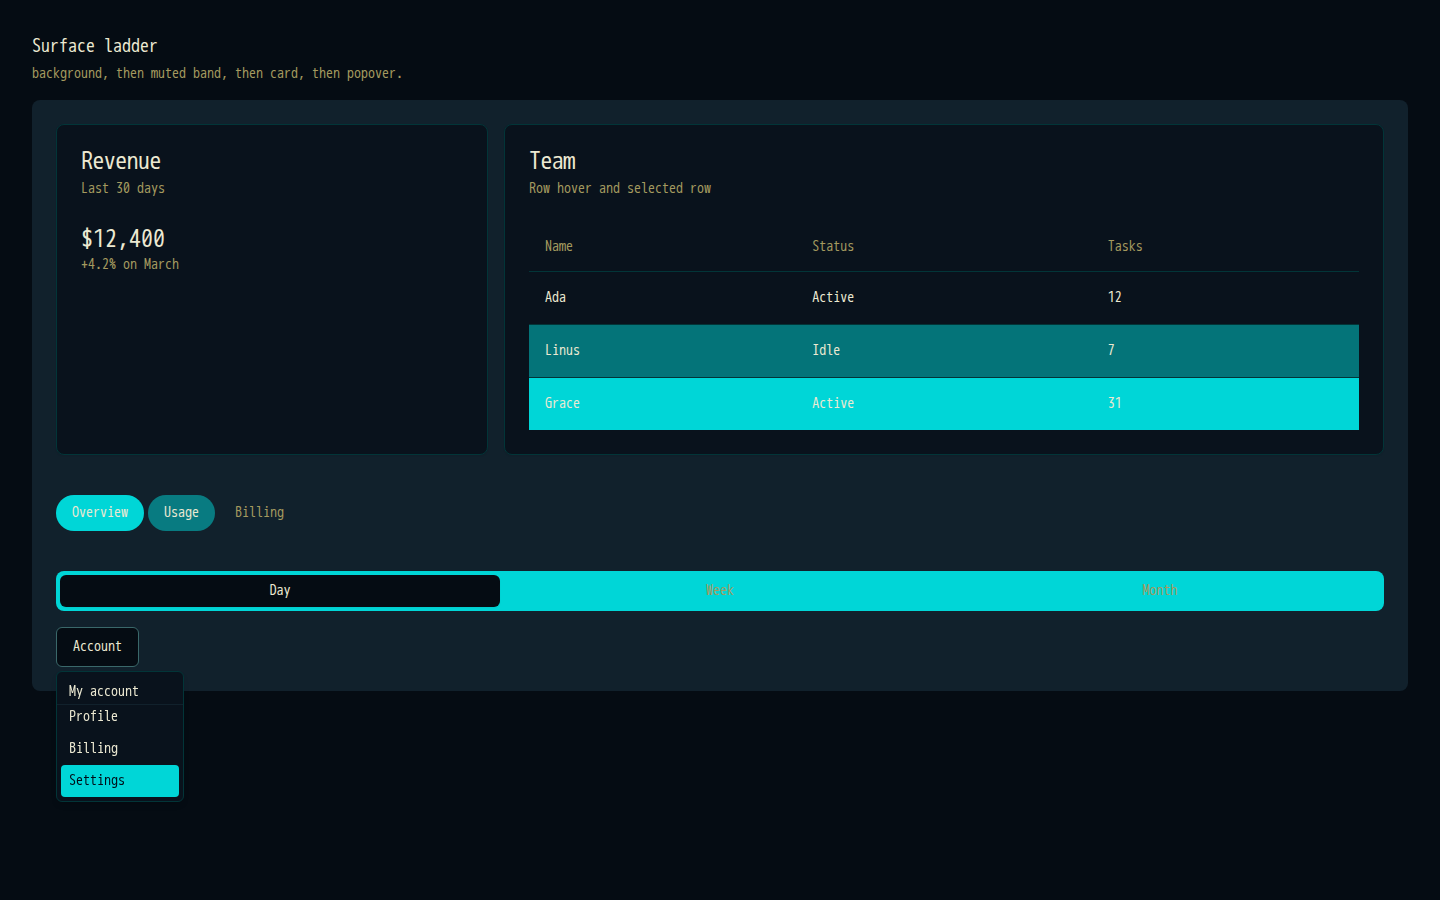 Surface ladder
background, then muted band, then card, then popover.
Revenue
Last 30 days
$12,400
+4.2% on March
Team
Row hover and selected row
Name Status Tasks
Ada Active 12
Linus Idle 7
Grace Active 31
Overview Usage Billing
Day Week Month
Account
My account
Profile
Billing
Settings